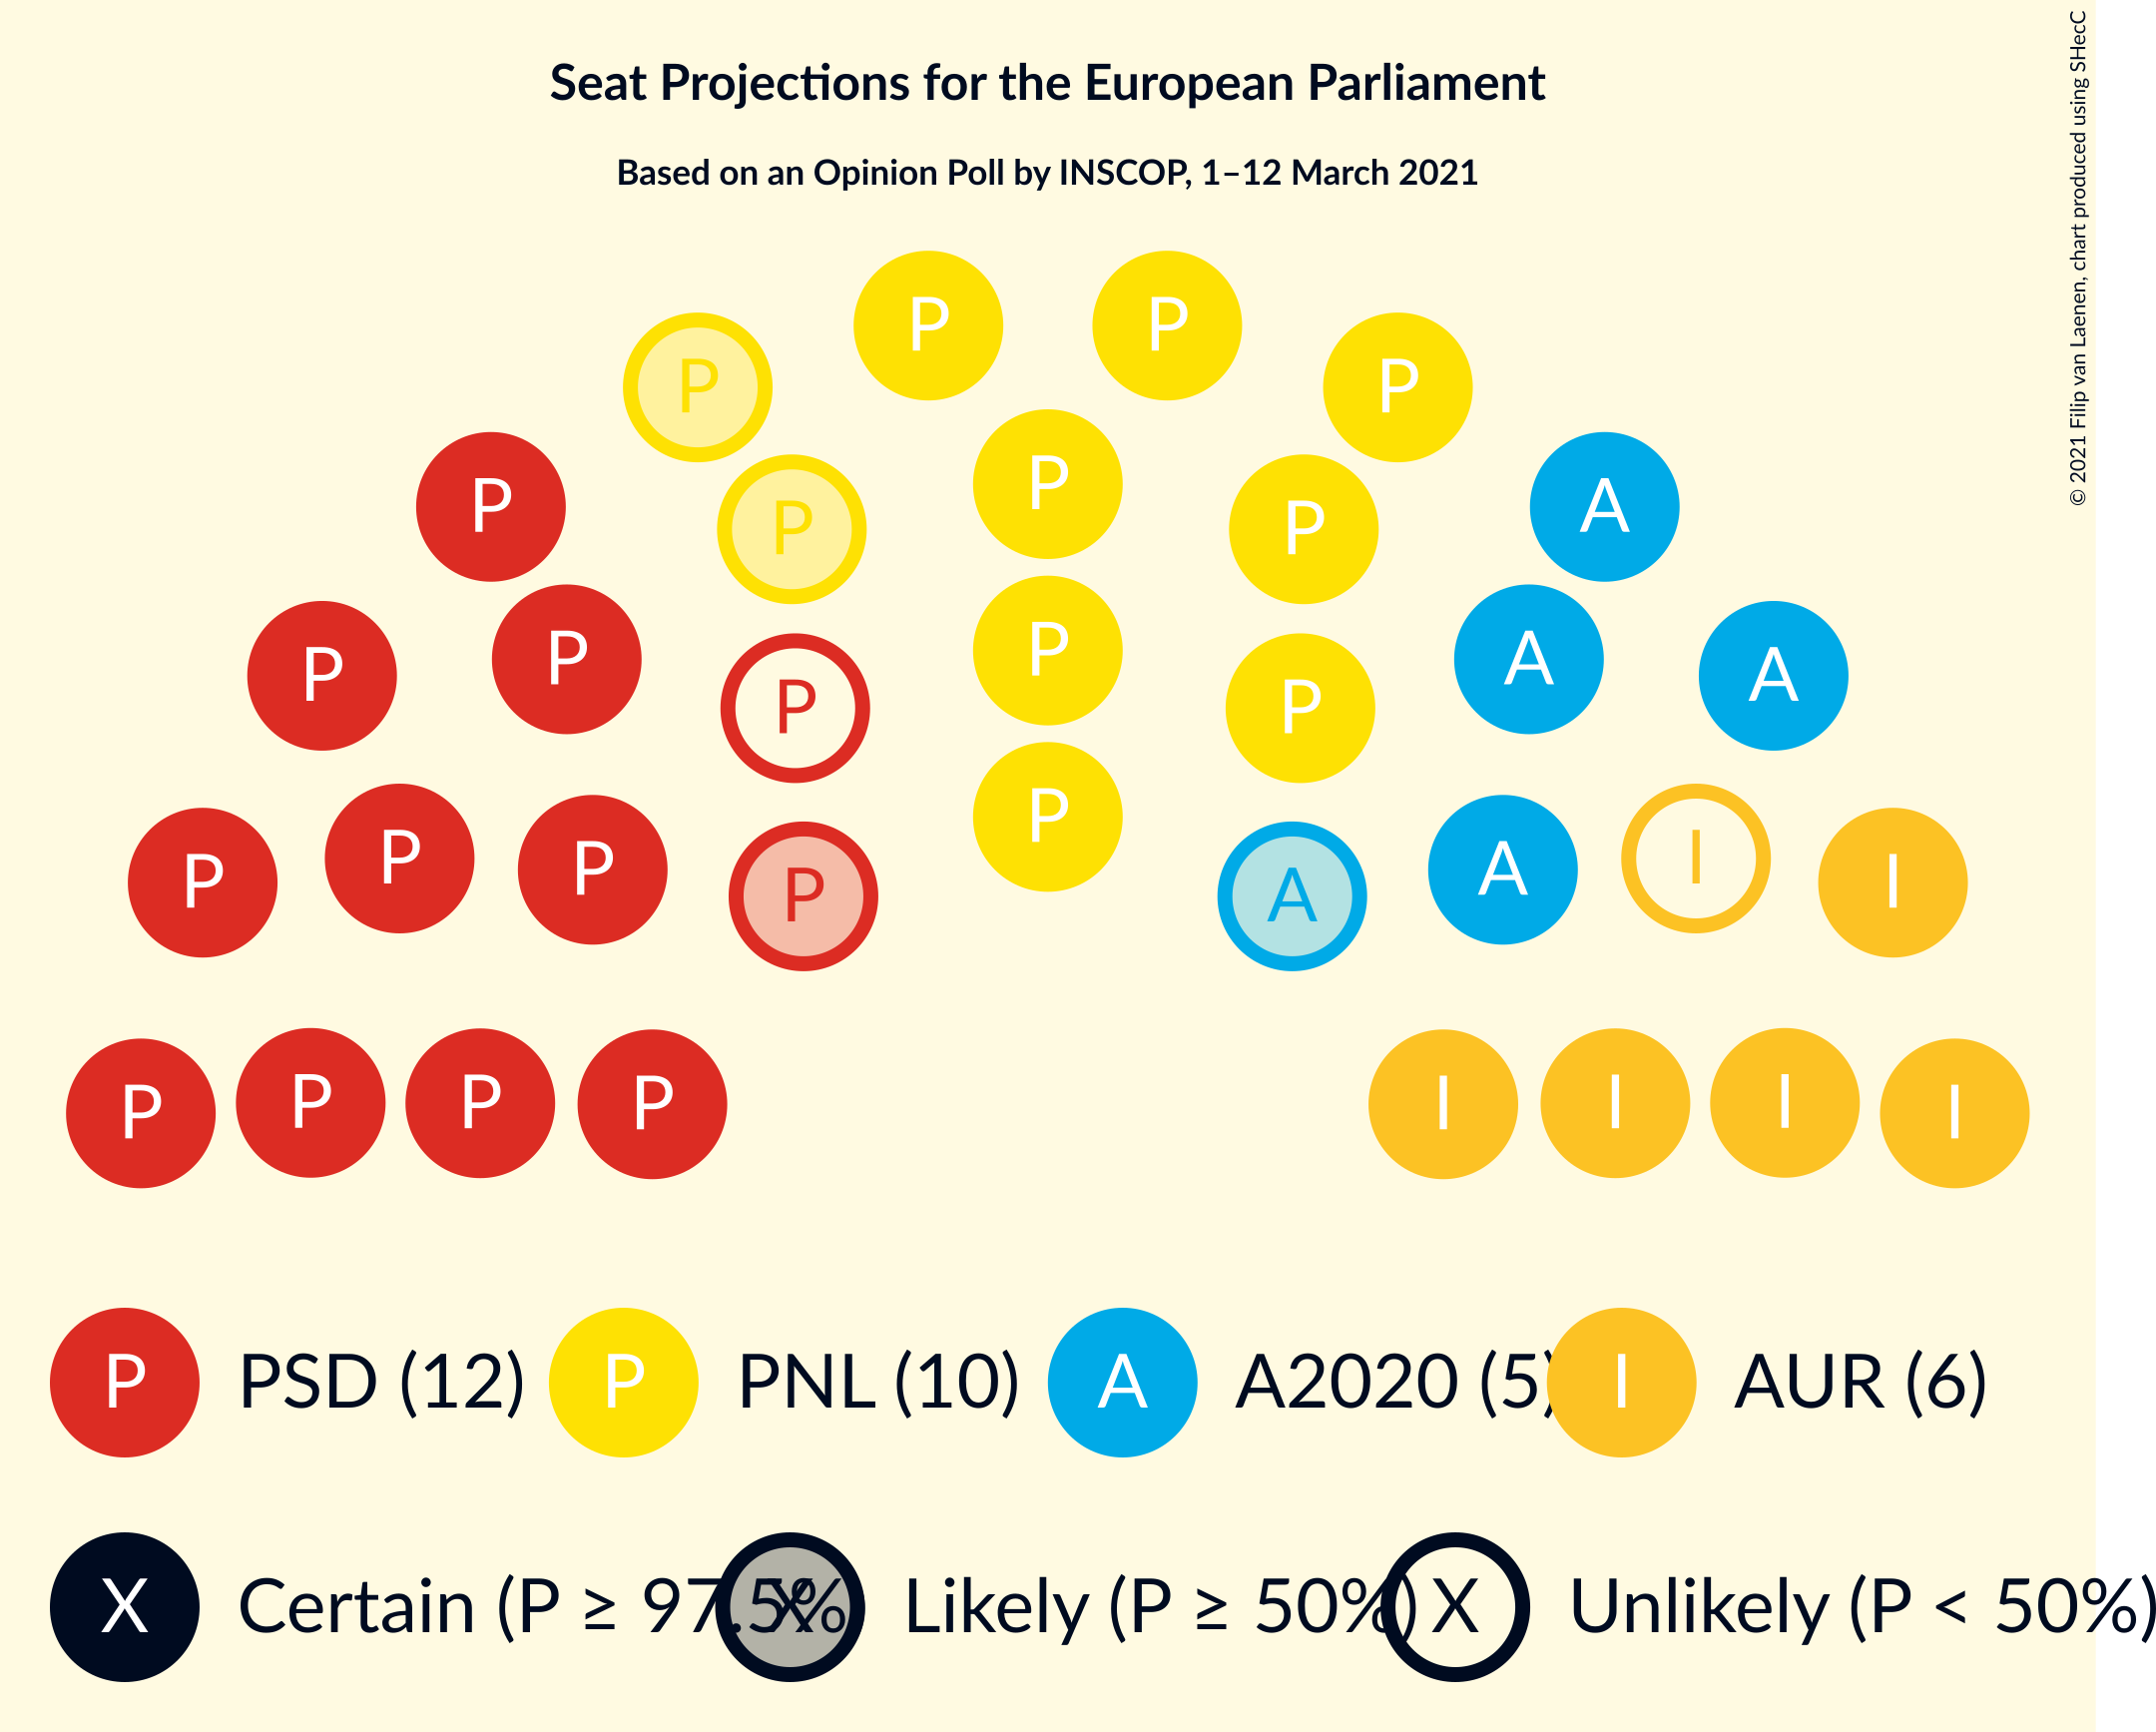 Seat Projections for the European Parliament
Based on an Opinion Poll by INSCOP, 1–12 March 2021
© 2021 Filip van Laenen, chart produced using SHecC
P P
P P
P P P A
P P A
P P P A A
P P P
P P P P P A A I I
P P P P I I I I
P PSD (12) P PNL (10) A A2020 (5) I AUR (6)
X Certain (P ≥ 97.5%) X Likely (P ≥ 50%) X Unlikely (P < 50%)